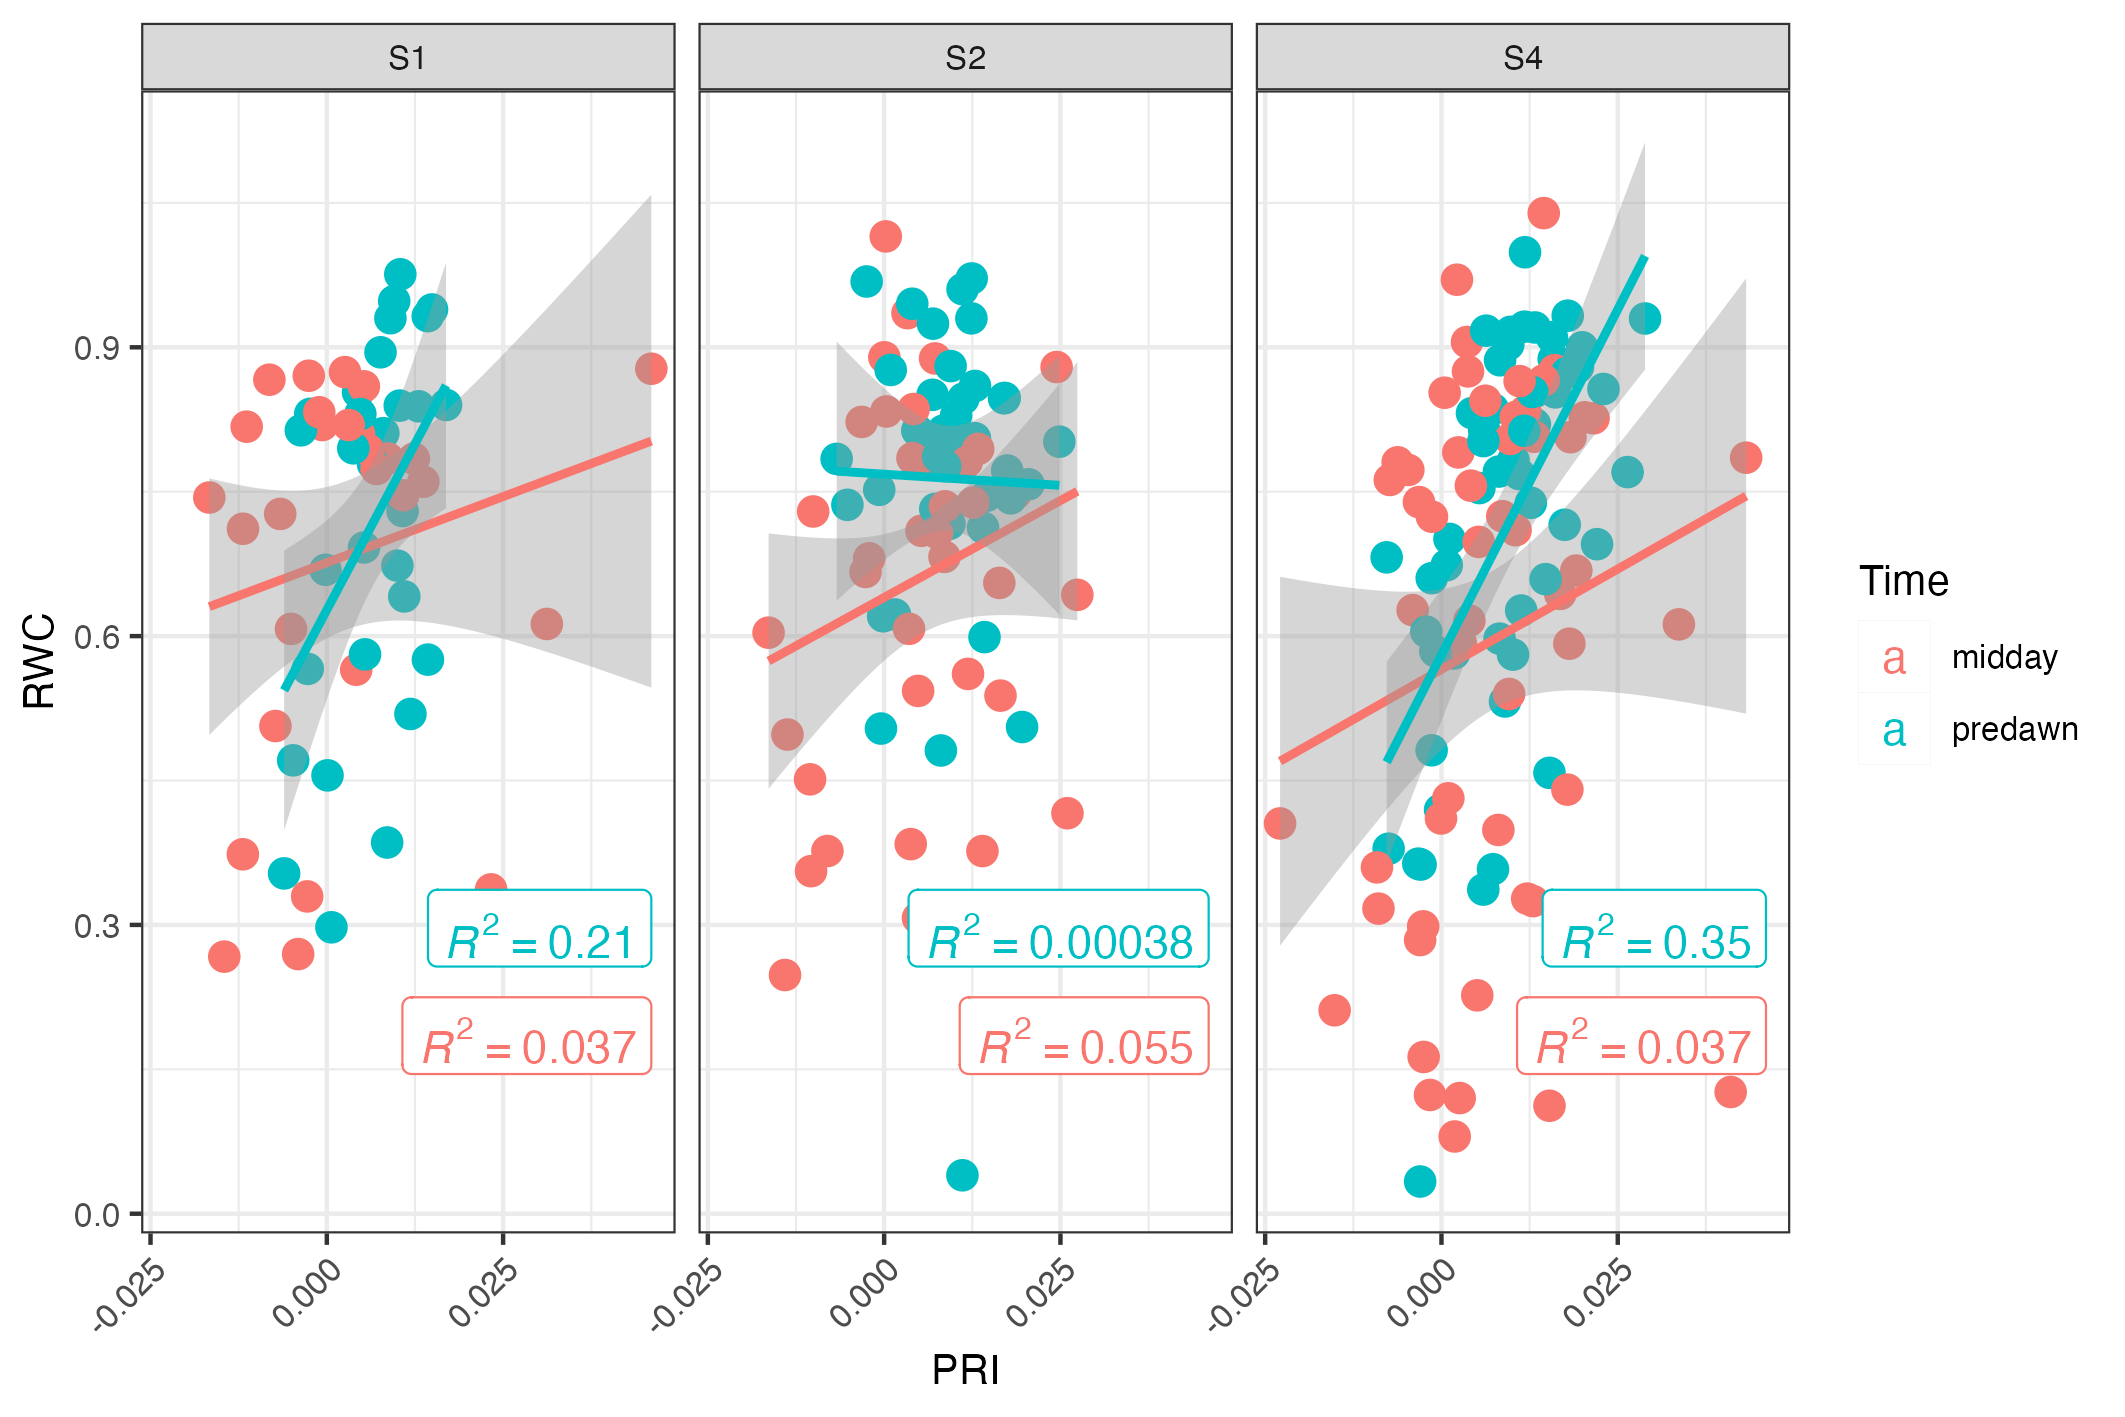 S1
S2
S4
RWC
0.9
0.6
0.3
0.0
R² = 0.21
R² = 0.037
R² = 0.00038
R² = 0.055
R² = 0.35
R² = 0.037
-0.025
0.000
0.025
-0.025
0.000
0.025
-0.025
0.000
0.025
PRI
Time
a midday
a predawn